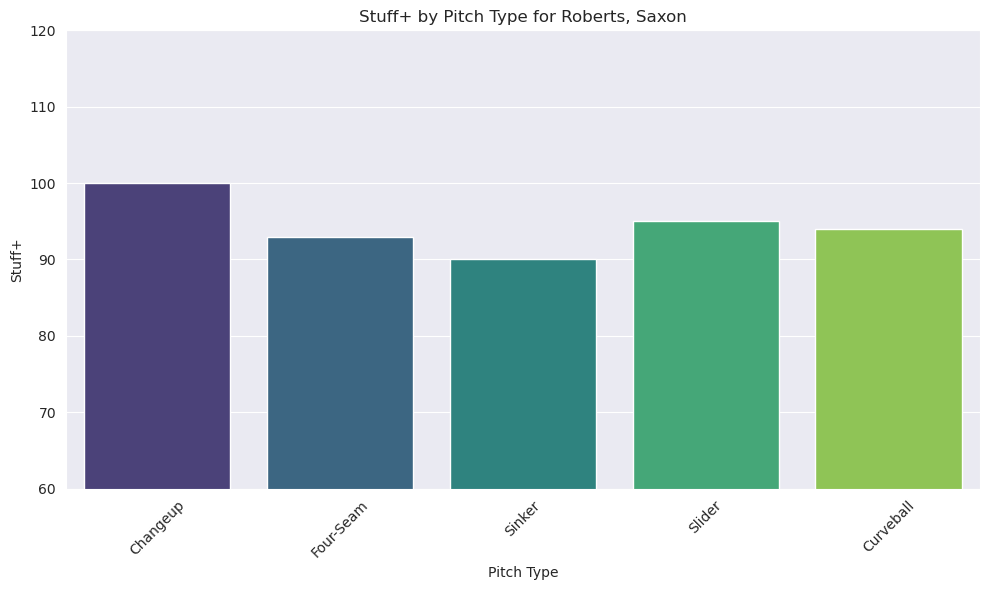 Stuff+ by Pitch Type for Roberts, Saxon
120
110
100
90
80
70
60
Stuff+
Changeup
Four-Seam
Sinker
Slider
Curveball
Pitch Type